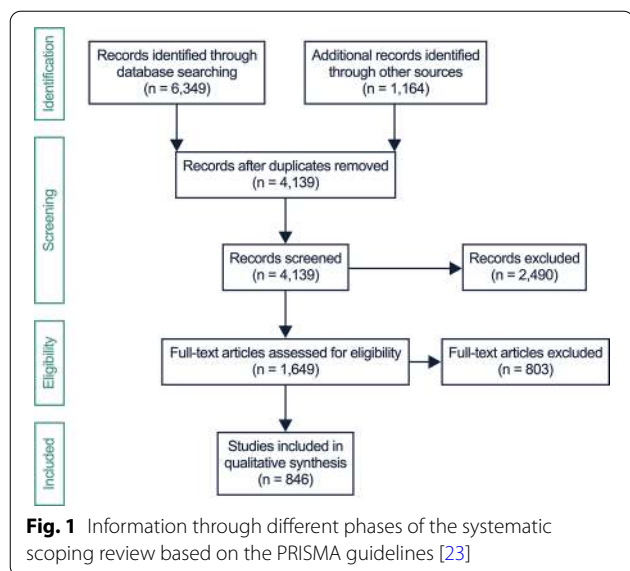 Identification
Records identified through
database searching
(n = 6,349)
Additional records identified
through other sources
(n = 1,164)
Screening
Records after duplicates removed
(n = 4,139)
Records screened
(n = 4,139)
Records excluded
(n = 2,490)
Eligibility
Full-text articles assessed for eligibility
(n = 1,649)
Full-text articles excluded
(n = 803)
Included
Studies included in
qualitative synthesis
(n = 846)
Fig. 1 Information through different phases of the systematic
scoping review based on the PRISMA guidelines [23]